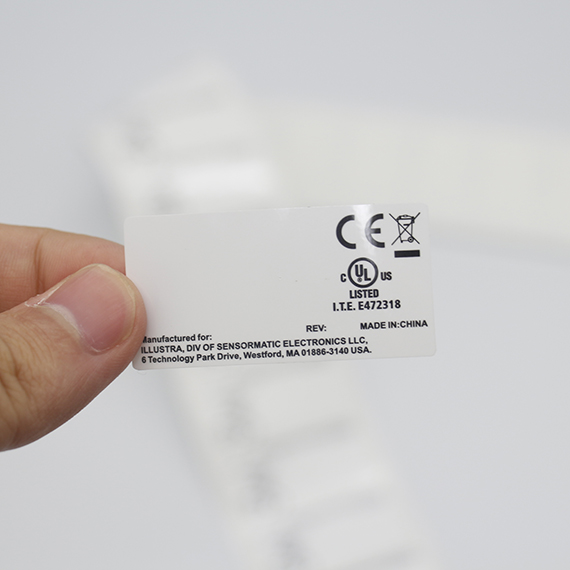 CE
C UL US
LISTED
I.T.E. E472318
REV: MADE IN:CHINA
Manufactured for:
ILLUSTRA, DIV OF SENSORMATIC ELECTRONICS LLC,
6 Technology Park Drive, Westford, MA 01886-3140 USA.